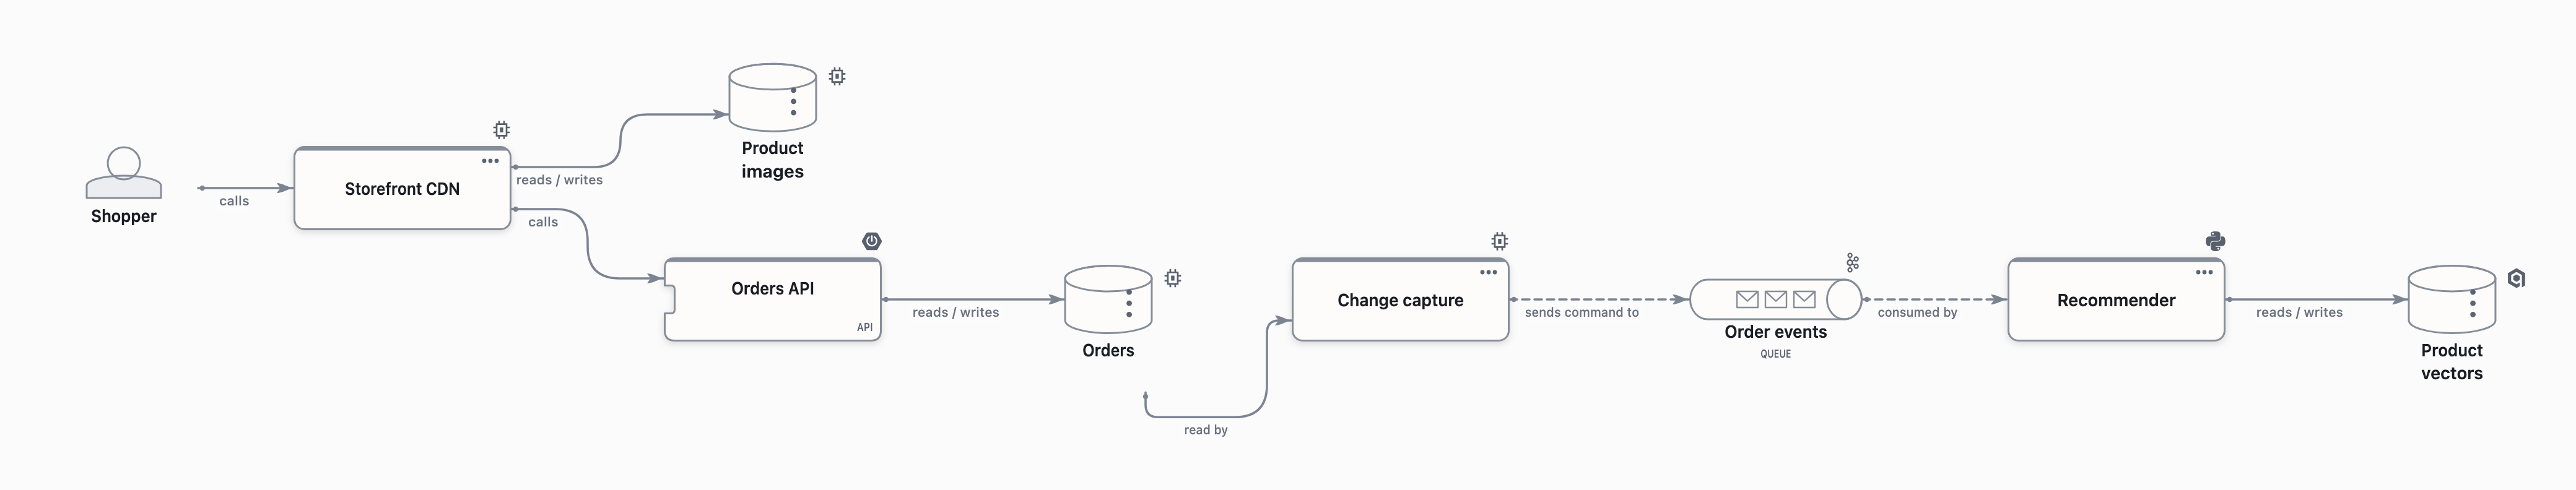 Shopper
calls
Storefront CDN
reads / writes
calls
Product
images
Orders API
API
reads / writes
Orders
read by
Change capture
sends command to
Order events
QUEUE
consumed by
Recommender
reads / writes
Product
vectors